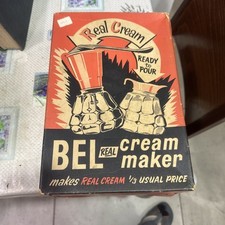 Real Cream
READY
TO
POUR
BEL REAL cream
maker
makes REAL CREAM 1/3 USUAL PRICE